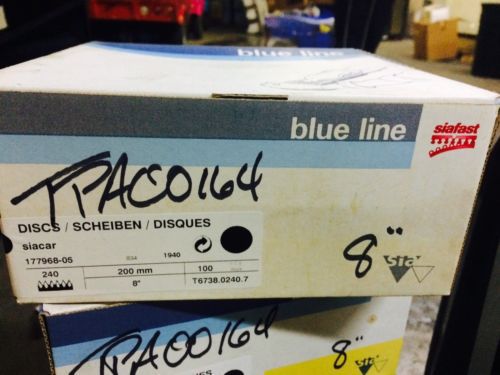 blue line
blue line
siafast
TPAC0164
DISCS / SCHEIBEN / DISQUES
siacar
177968-05 1940
240 200 mm 100
8" T6738.0240.7
8" sia
TPAC0164
8"